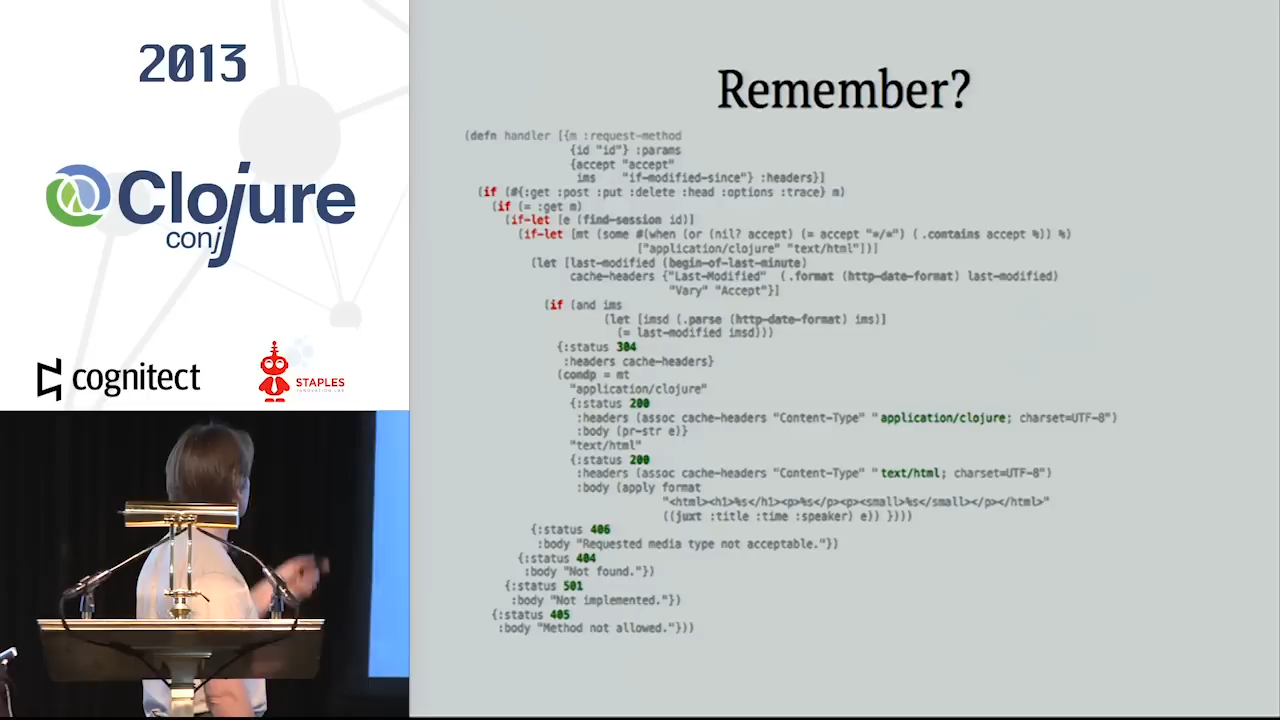 2013
Clojure
conj
cognitect
STAPLES
INNOVATION LAB
Remember?
(defn handler [{m :request-method
{id "id"} :params
{accept "accept"
ims "if-modified-since"} :headers}]
(if (#{:get :post :put :delete :head :options :trace} m)
(if (= :get m)
(if-let [e (find-session id)]
(if-let [mt (some #(when (or (nil? accept) (= accept "*/*") (.contains accept %)) %)
["application/clojure" "text/html"])]
(let [last-modified (begin-of-last-minute)
cache-headers {"Last-Modified" (.format (http-date-format) last-modified)
"Vary" "Accept"}]
(if (and ims
(let [imsd (.parse (http-date-format) ims)]
(= last-modified imsd)))
{:status 304
:headers cache-headers}
(condp = mt
"application/clojure"
{:status 200
:headers (assoc cache-headers "Content-Type" "application/clojure; charset=UTF-8")
:body (pr-str e)}
"text/html"
{:status 200
:headers (assoc cache-headers "Content-Type" "text/html; charset=UTF-8")
:body (apply format
"<html><h1>%s</h1><p>%s</p><p><small>%s</small></p></html>"
((juxt :title :time :speaker) e)) })))
{:status 406
:body "Requested media type not acceptable."})
{:status 404
:body "Not found."})
{:status 501
:body "Not implemented."})
{:status 405
:body "Method not allowed."}))